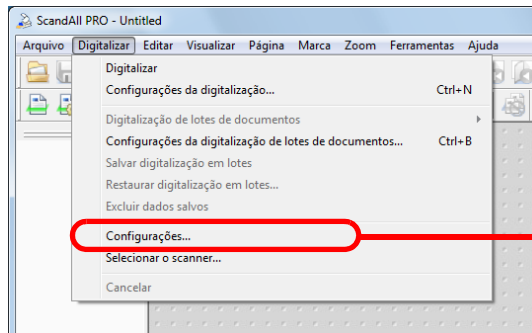 ScandAll PRO - Untitled
Arquivo Digitalizar Editar Visualizar Página Marca Zoom Ferramentas Ajuda
Digitalizar
Configurações da digitalização... Ctrl+N
Digitalização de lotes de documentos
Configurações da digitalização de lotes de documentos... Ctrl+B
Salvar digitalização em lotes
Restaurar digitalização em lotes...
Excluir dados salvos
Configurações...
Selecionar o scanner...
Cancelar